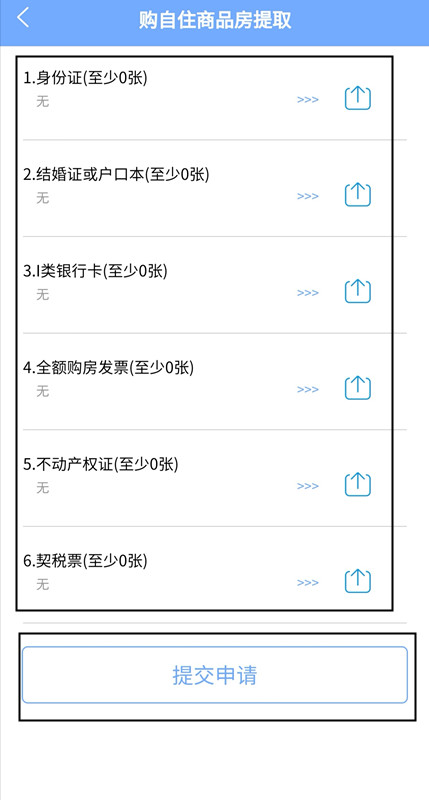 购自住商品房提取
1.身份证(至少0张)
无
>>>
2.结婚证或户口本(至少0张)
无
>>>
3.I类银行卡(至少0张)
无
>>>
4.全额购房发票(至少0张)
无
>>>
5.不动产权证(至少0张)
无
>>>
6.契税票(至少0张)
无
>>>
提交申请